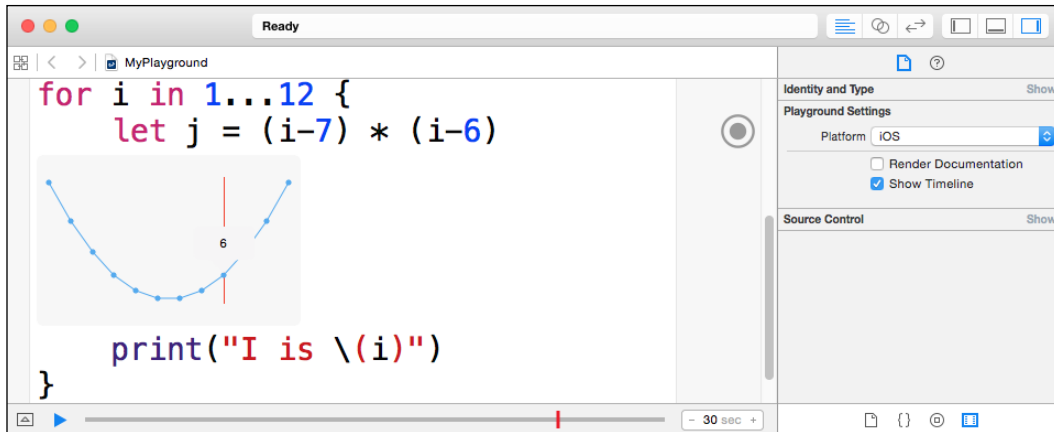 Ready
MyPlayground
for i in 1...12 {
let j = (i-7) * (i-6)
6
print("I is \(i)")
}
- 30 sec +
Identity and Type Show
Playground Settings
Platform iOS
Render Documentation
Show Timeline
Source Control Show
{}